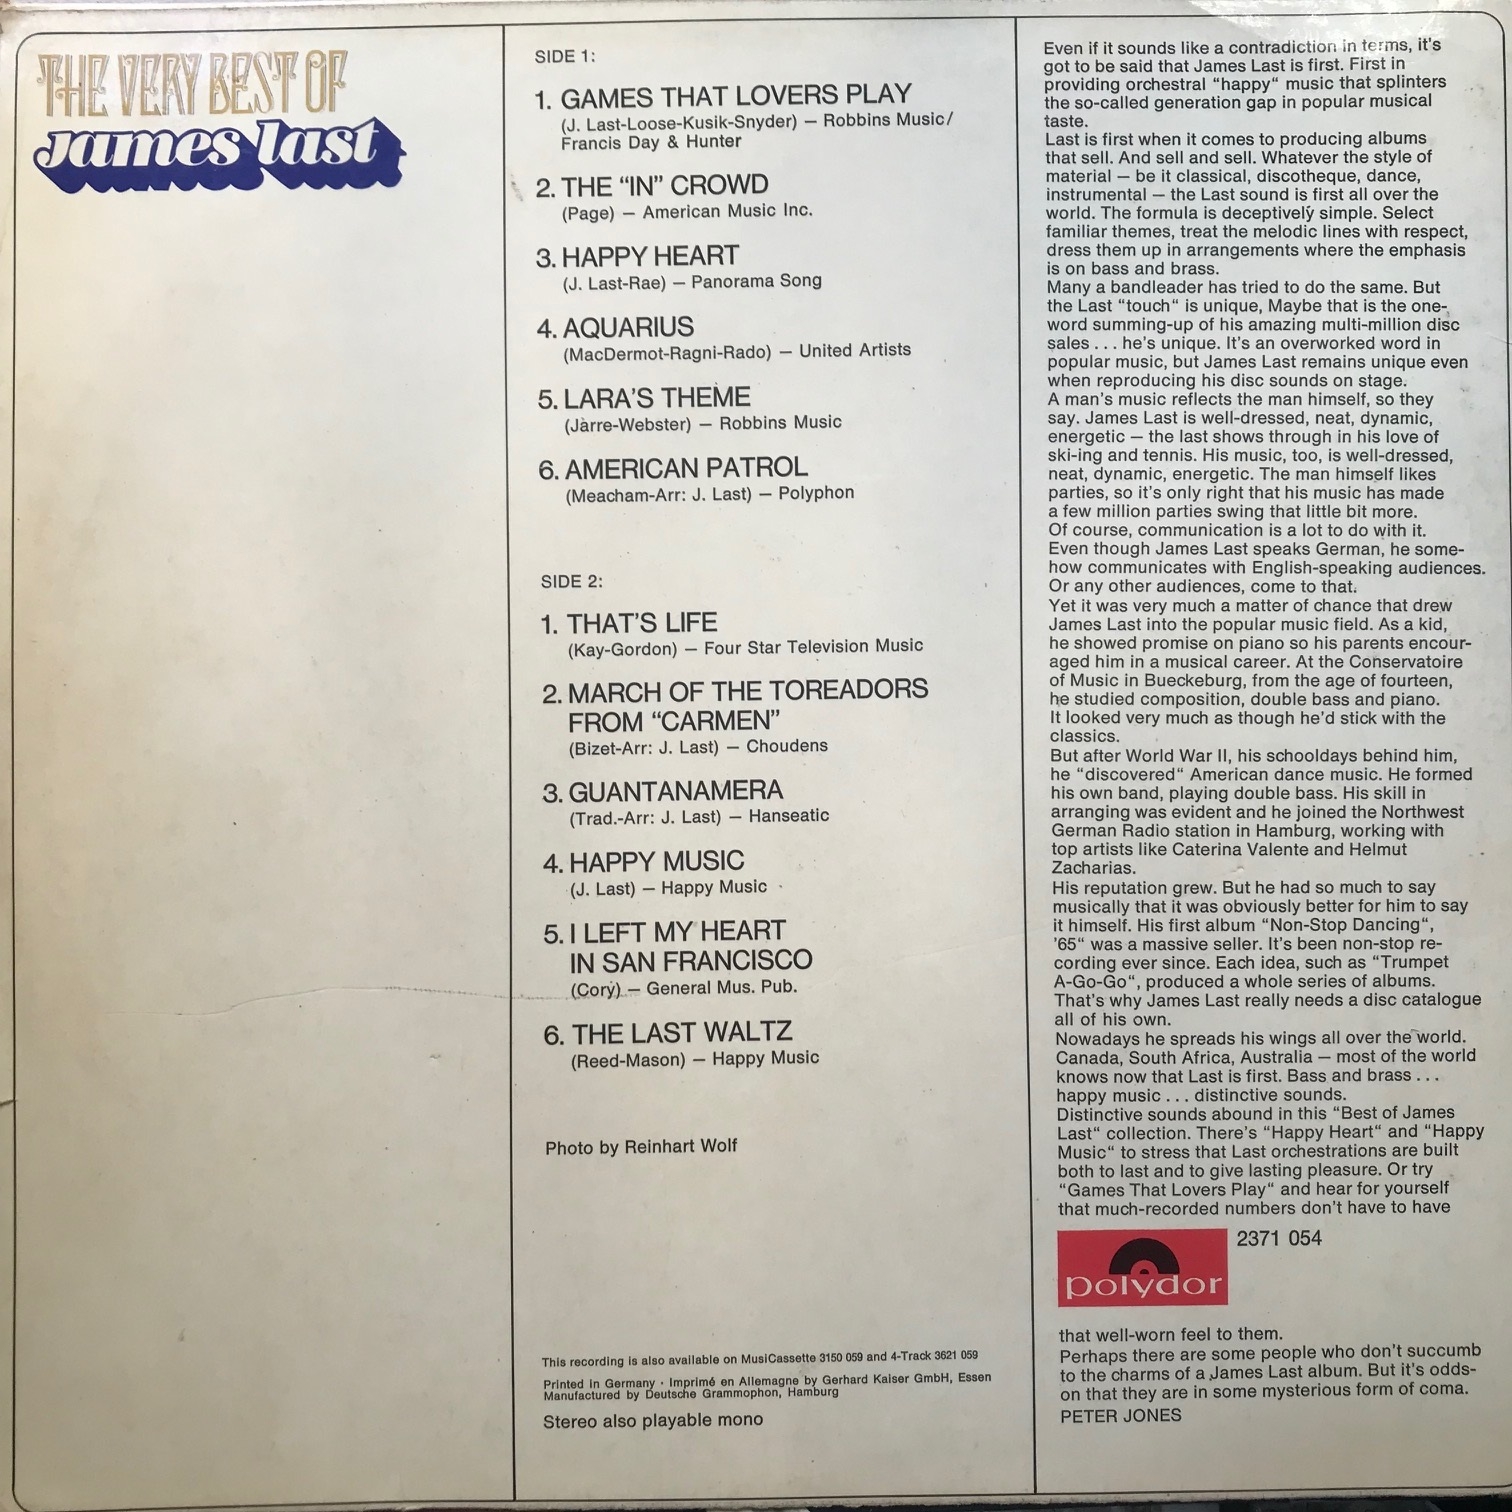 THE VERY BEST OF
james last
SIDE 1:
1. GAMES THAT LOVERS PLAY
(J. Last-Loose-Kusik-Snyder) — Robbins Music/
Francis Day & Hunter
2. THE “IN” CROWD
(Page) — American Music Inc.
3. HAPPY HEART
(J. Last-Rae) — Panorama Song
4. AQUARIUS
(MacDermot-Ragni-Rado) — United Artists
5. LARA'S THEME
(Jarre-Webster) — Robbins Music
6. AMERICAN PATROL
(Meacham-Arr: J. Last) — Polyphon
SIDE 2:
1. THAT'S LIFE
(Kay-Gordon) — Four Star Television Music
2. MARCH OF THE TOREADORS
FROM “CARMEN”
(Bizet-Arr: J. Last) — Choudens
3. GUANTANAMERA
(Trad.-Arr: J. Last) — Hanseatic
4. HAPPY MUSIC
(J. Last) — Happy Music
5. I LEFT MY HEART
IN SAN FRANCISCO
(Cory) — General Mus. Pub.
6. THE LAST WALTZ
(Reed-Mason) — Happy Music
Photo by Reinhart Wolf
This recording is also available on MusiCassette 3150 059 and 4-Track 3621 059
Printed in Germany · Imprimé en Allemagne by Gerhard Kaiser GmbH, Essen
Manufactured by Deutsche Grammophon, Hamburg
Stereo also playable mono
Even if it sounds like a contradiction in terms, it's
got to be said that James Last is first. First in
providing orchestral “happy“ music that splinters
the so-called generation gap in popular musical
taste.
Last is first when it comes to producing albums
that sell. And sell and sell. Whatever the style of
material — be it classical, discotheque, dance,
instrumental — the Last sound is first all over the
world. The formula is deceptively simple. Select
familiar themes, treat the melodic lines with respect,
dress them up in arrangements where the emphasis
is on bass and brass.
Many a bandleader has tried to do the same. But
the Last “touch“ is unique, Maybe that is the one-
word summing-up of his amazing multi-million disc
sales . . . he's unique. It's an overworked word in
popular music, but James Last remains unique even
when reproducing his disc sounds on stage.
A man's music reflects the man himself, so they
say. James Last is well-dressed, neat, dynamic,
energetic — the last shows through in his love of
ski-ing and tennis. His music, too, is well-dressed,
neat, dynamic, energetic. The man himself likes
parties, so it's only right that his music has made
a few million parties swing that little bit more.
Of course, communication is a lot to do with it.
Even though James Last speaks German, he some-
how communicates with English-speaking audiences.
Or any other audiences, come to that.
Yet it was very much a matter of chance that drew
James Last into the popular music field. As a kid,
he showed promise on piano so his parents encour-
aged him in a musical career. At the Conservatoire
of Music in Bueckeburg, from the age of fourteen,
he studied composition, double bass and piano.
It looked very much as though he'd stick with the
classics.
But after World War II, his schooldays behind him,
he “discovered“ American dance music. He formed
his own band, playing double bass. His skill in
arranging was evident and he joined the Northwest
German Radio station in Hamburg, working with
top artists like Caterina Valente and Helmut
Zacharias.
His reputation grew. But he had so much to say
musically that it was obviously better for him to say
it himself. His first album “Non-Stop Dancing“,
'65“ was a massive seller. It's been non-stop re-
cording ever since. Each idea, such as “Trumpet
A-Go-Go“, produced a whole series of albums.
That's why James Last really needs a disc catalogue
all of his own.
Nowadays he spreads his wings all over the world.
Canada, South Africa, Australia — most of the world
knows now that Last is first. Bass and brass . . .
happy music . . . distinctive sounds.
Distinctive sounds abound in this “Best of James
Last“ collection. There's “Happy Heart“ and “Happy
Music“ to stress that Last orchestrations are built
both to last and to give lasting pleasure. Or try
“Games That Lovers Play“ and hear for yourself
that much-recorded numbers don't have to have
2371 054
polydor
that well-worn feel to them.
Perhaps there are some people who don't succumb
to the charms of a James Last album. But it's odds-
on that they are in some mysterious form of coma.
PETER JONES